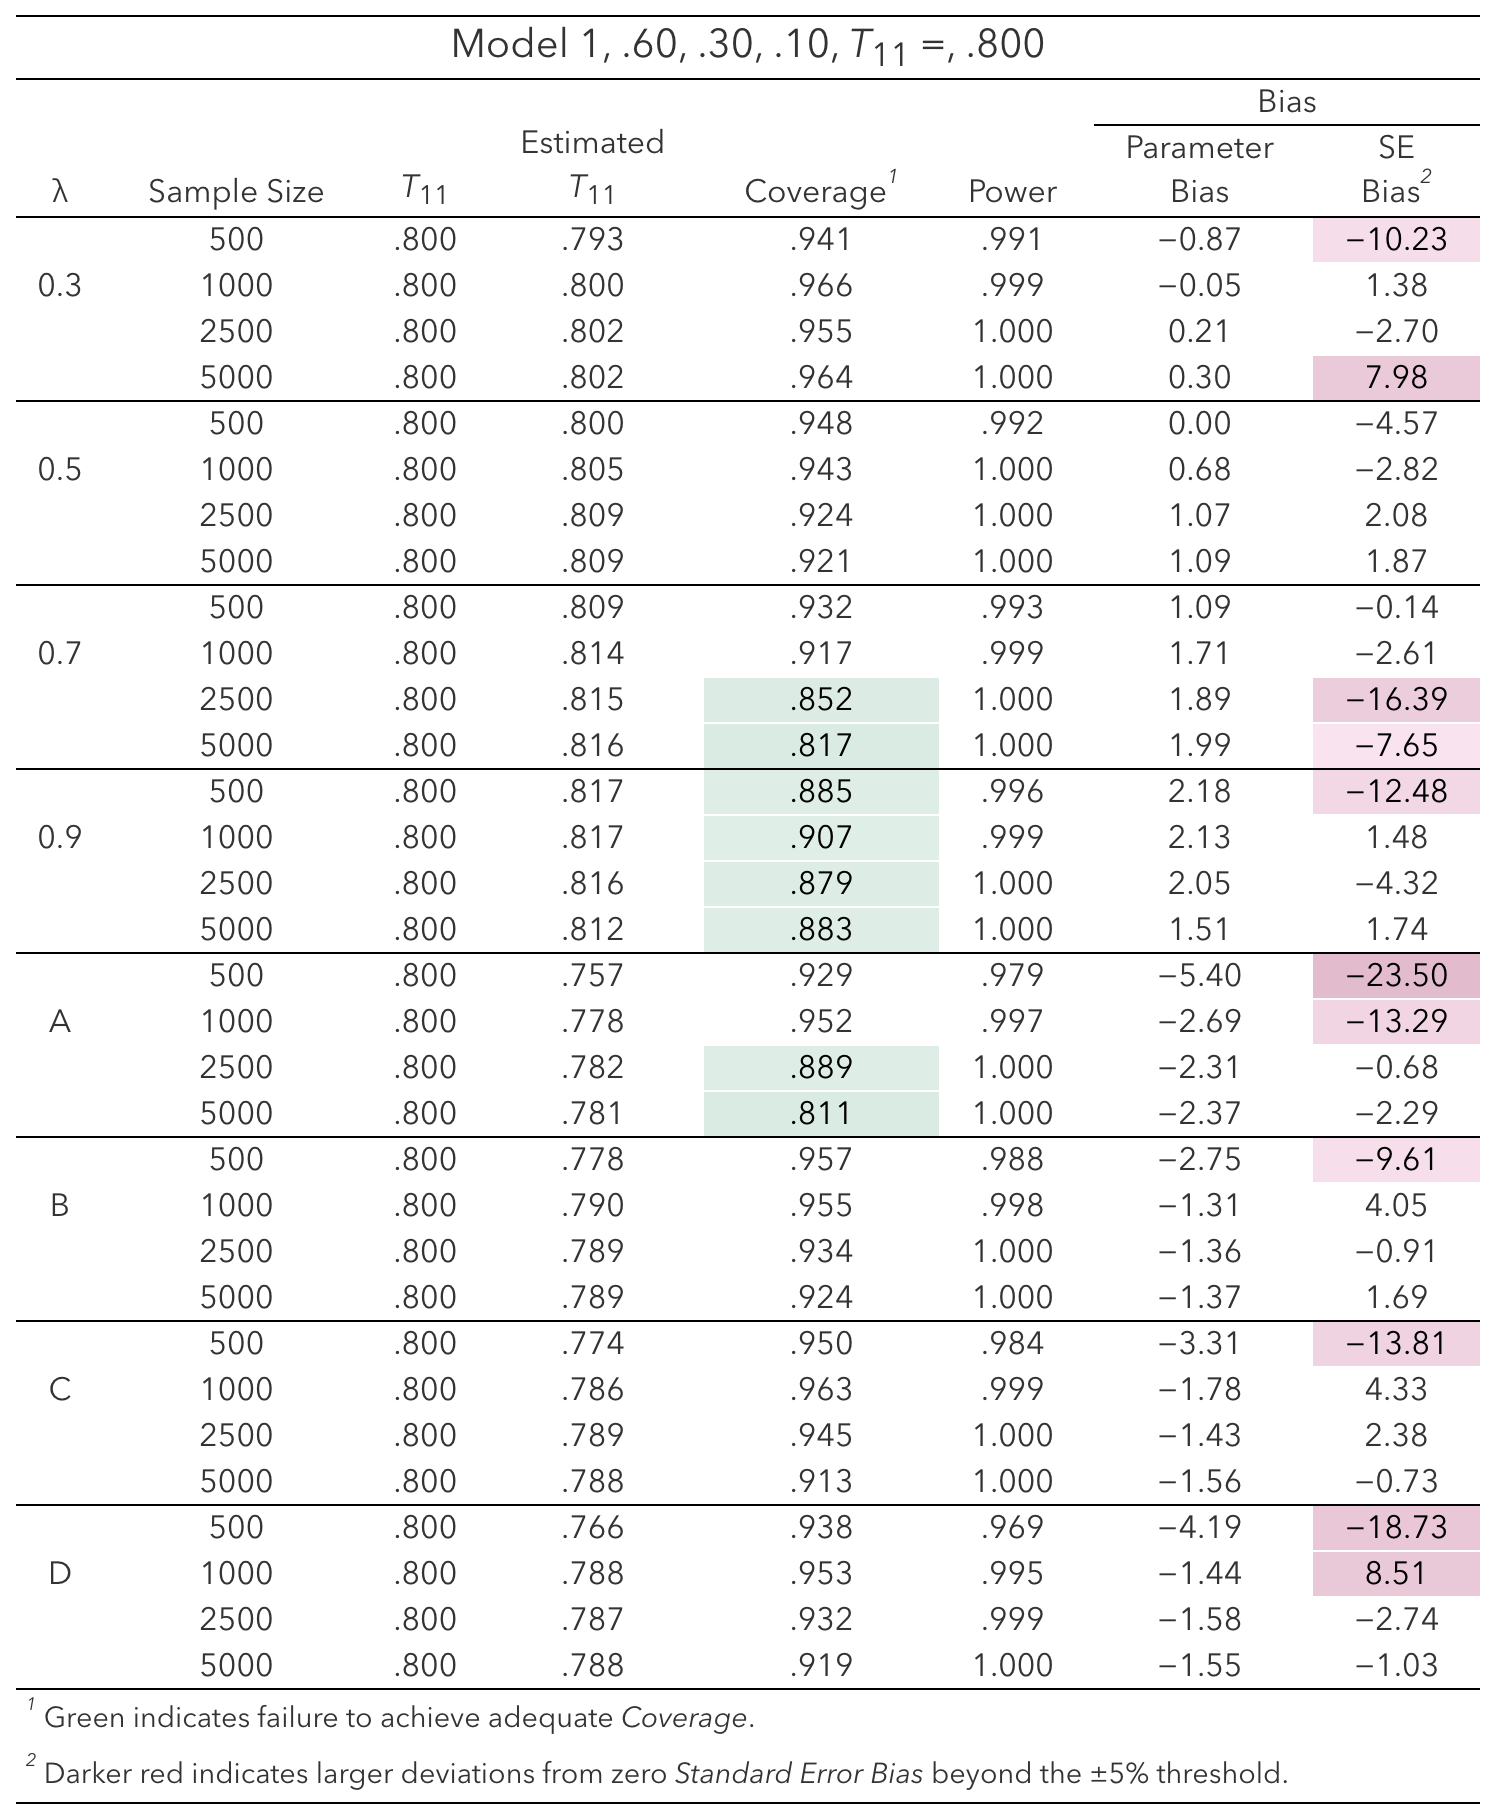 Model 1, .60, .30, .10, T11 =, .800
Bias
Estimated Parameter SE
λ Sample Size T11 T11 Coverage1 Power Bias Bias2
500 .800 .793 .941 .991 −0.87 −10.23
0.3 1000 .800 .800 .966 .999 −0.05 1.38
2500 .800 .802 .955 1.000 0.21 −2.70
5000 .800 .802 .964 1.000 0.30 7.98
500 .800 .800 .948 .992 0.00 −4.57
0.5 1000 .800 .805 .943 1.000 0.68 −2.82
2500 .800 .809 .924 1.000 1.07 2.08
5000 .800 .809 .921 1.000 1.09 1.87
500 .800 .809 .932 .993 1.09 −0.14
0.7 1000 .800 .814 .917 .999 1.71 −2.61
2500 .800 .815 .852 1.000 1.89 −16.39
5000 .800 .816 .817 1.000 1.99 −7.65
500 .800 .817 .885 .996 2.18 −12.48
0.9 1000 .800 .817 .907 .999 2.13 1.48
2500 .800 .816 .879 1.000 2.05 −4.32
5000 .800 .812 .883 1.000 1.51 1.74
500 .800 .757 .929 .979 −5.40 −23.50
A 1000 .800 .778 .952 .997 −2.69 −13.29
2500 .800 .782 .889 1.000 −2.31 −0.68
5000 .800 .781 .811 1.000 −2.37 −2.29
500 .800 .778 .957 .988 −2.75 −9.61
B 1000 .800 .790 .955 .998 −1.31 4.05
2500 .800 .789 .934 1.000 −1.36 −0.91
5000 .800 .789 .924 1.000 −1.37 1.69
500 .800 .774 .950 .984 −3.31 −13.81
C 1000 .800 .786 .963 .999 −1.78 4.33
2500 .800 .789 .945 1.000 −1.43 2.38
5000 .800 .788 .913 1.000 −1.56 −0.73
500 .800 .766 .938 .969 −4.19 −18.73
D 1000 .800 .788 .953 .995 −1.44 8.51
2500 .800 .787 .932 .999 −1.58 −2.74
5000 .800 .788 .919 1.000 −1.55 −1.03
1 Green indicates failure to achieve adequate Coverage.
2 Darker red indicates larger deviations from zero Standard Error Bias beyond the ±5% threshold.